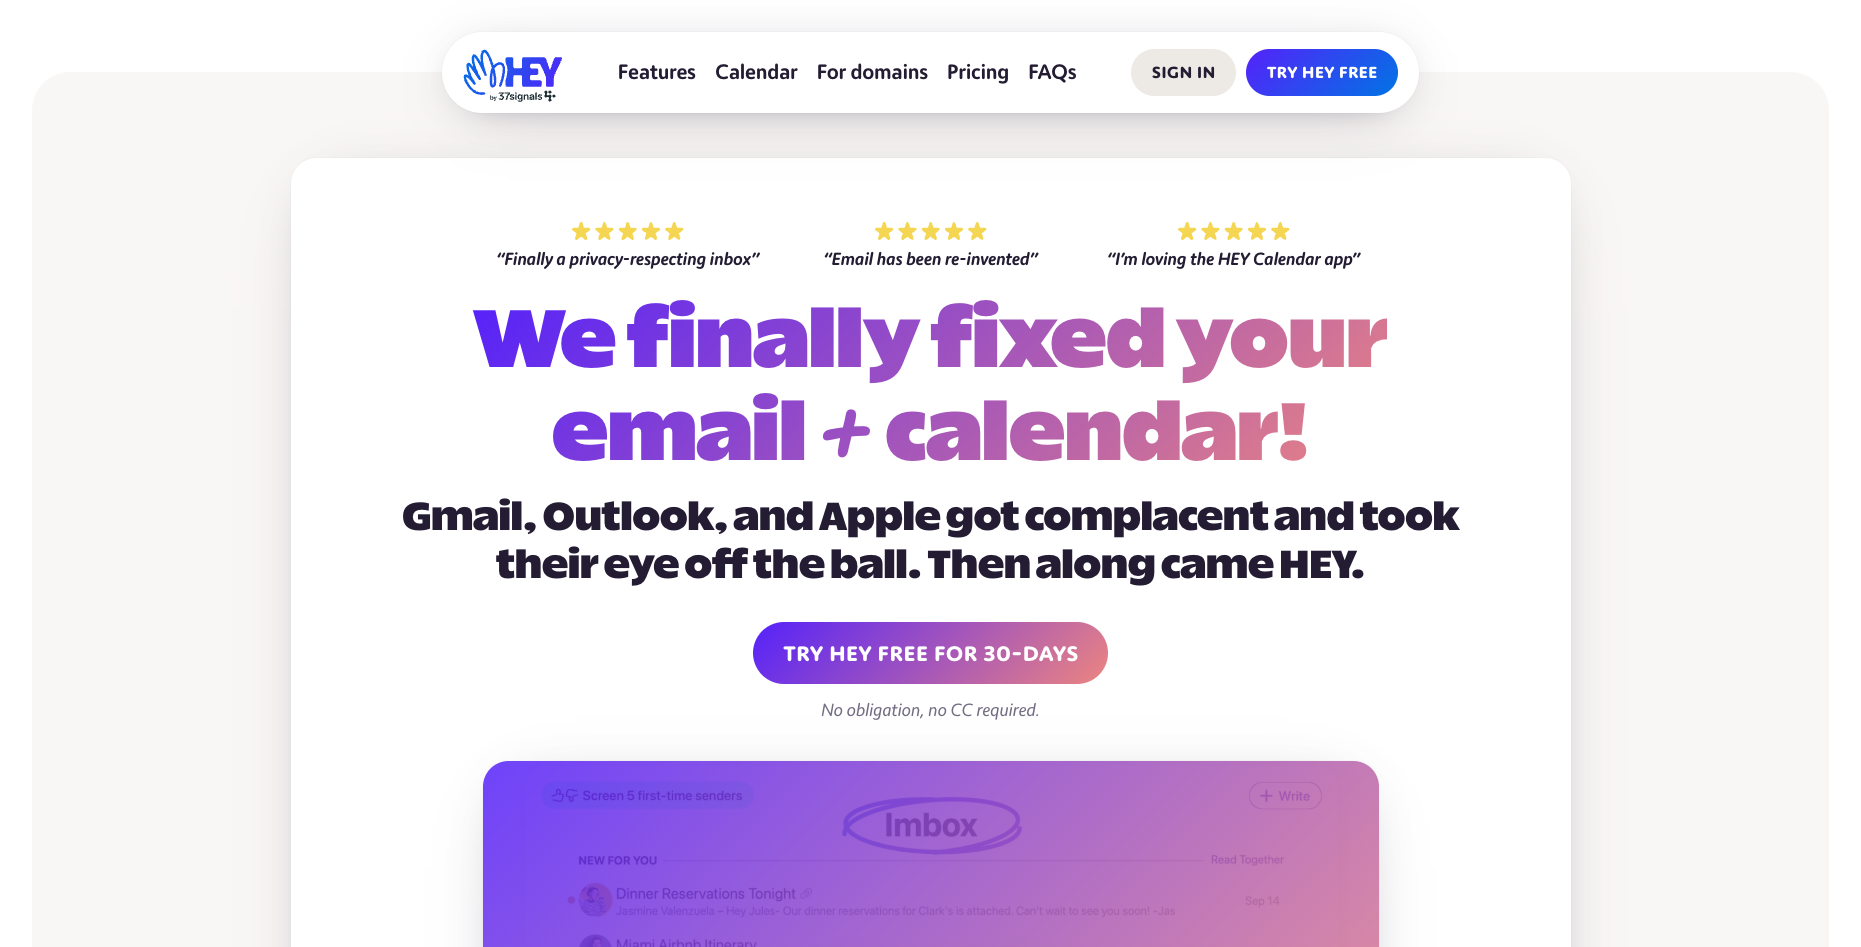 HEY
by 37signals
Features Calendar For domains Pricing FAQs
SIGN IN
TRY HEY FREE
“Finally a privacy-respecting inbox”
“Email has been re-invented”
“I’m loving the HEY Calendar app”
We finally fixed your
email + calendar!
Gmail, Outlook, and Apple got complacent and took
their eye off the ball. Then along came HEY.
TRY HEY FREE FOR 30-DAYS
No obligation, no CC required.
Screen 5 first-time senders
Write
Imbox
NEW FOR YOU
Read Together
Dinner Reservations Tonight
Jasmine Valenzuela – Hey Jules- Our dinner reservations for Clark's is attached. Can't wait to see you soon! -Jas
Sep 14
Miami Airbnb Itinerary